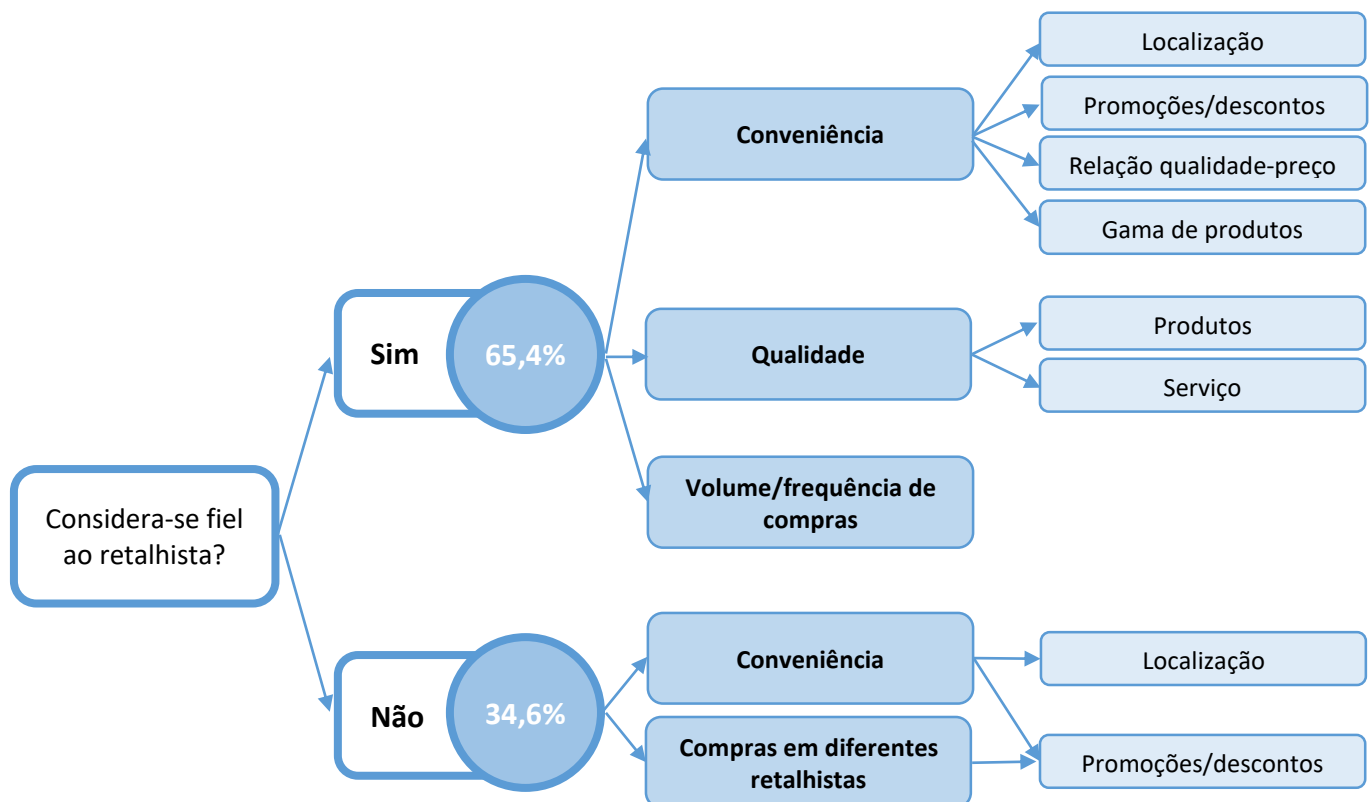 Considera-se fiel
ao retalhista?
Sim
65,4%
Conveniência
Localização
Promoções/descontos
Relação qualidade-preço
Gama de produtos
Qualidade
Produtos
Serviço
Volume/frequência de
compras
Não
34,6%
Conveniência
Localização
Compras em diferentes
retalhistas
Promoções/descontos